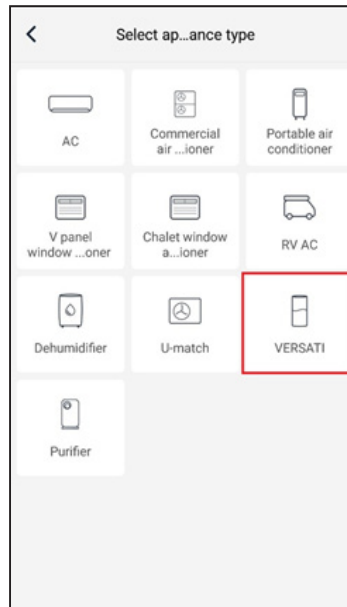 Select ap...ance type
AC
Commercial
air ...ioner
Portable air
conditioner
V panel
window ...oner
Chalet window
a...ioner
RV AC
Dehumidifier
U-match
VERSATI
Purifier